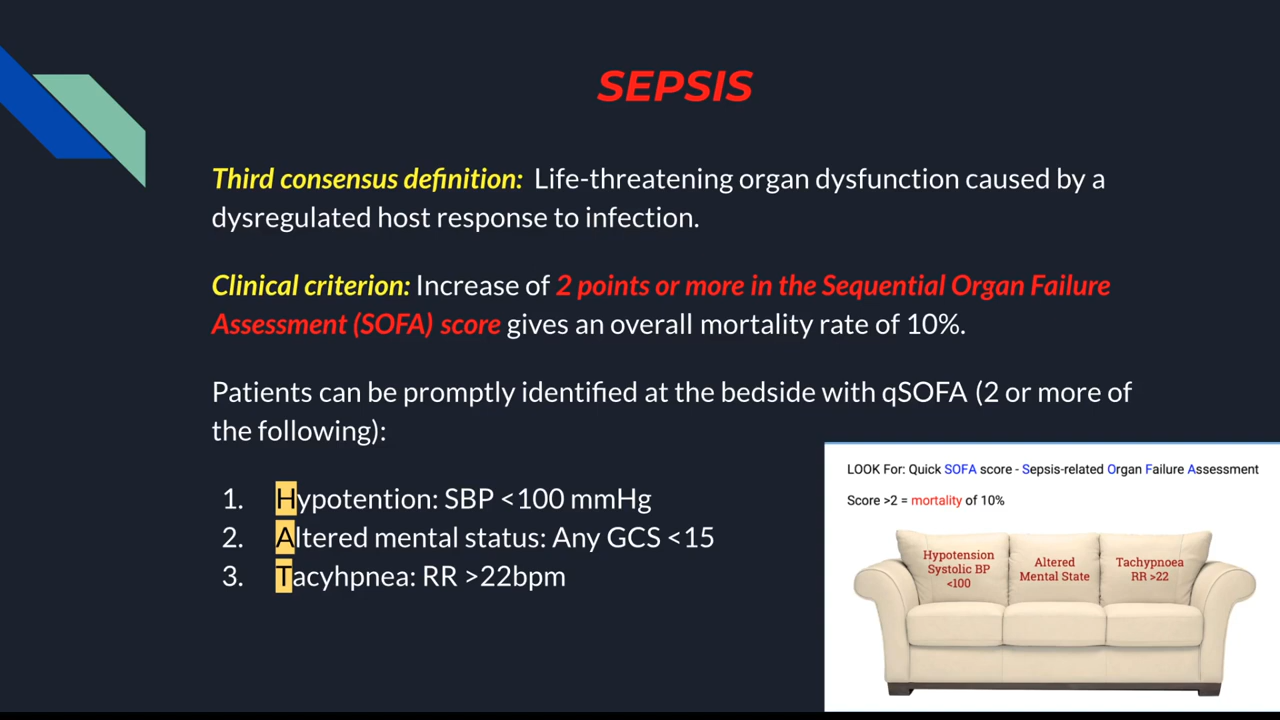 SEPSIS
Third consensus definition: Life-threatening organ dysfunction caused by a
dysregulated host response to infection.
Clinical criterion: Increase of 2 points or more in the Sequential Organ Failure
Assessment (SOFA) score gives an overall mortality rate of 10%.
Patients can be promptly identified at the bedside with qSOFA (2 or more of
the following):
1. Hypotention: SBP <100 mmHg
2. Altered mental status: Any GCS <15
3. Tacyhpnea: RR >22bpm
LOOK For: Quick SOFA score - Sepsis-related Organ Failure Assessment
Score >2 = mortality of 10%
Hypotension
Systolic BP
<100
Altered
Mental State
Tachypnoea
RR >22